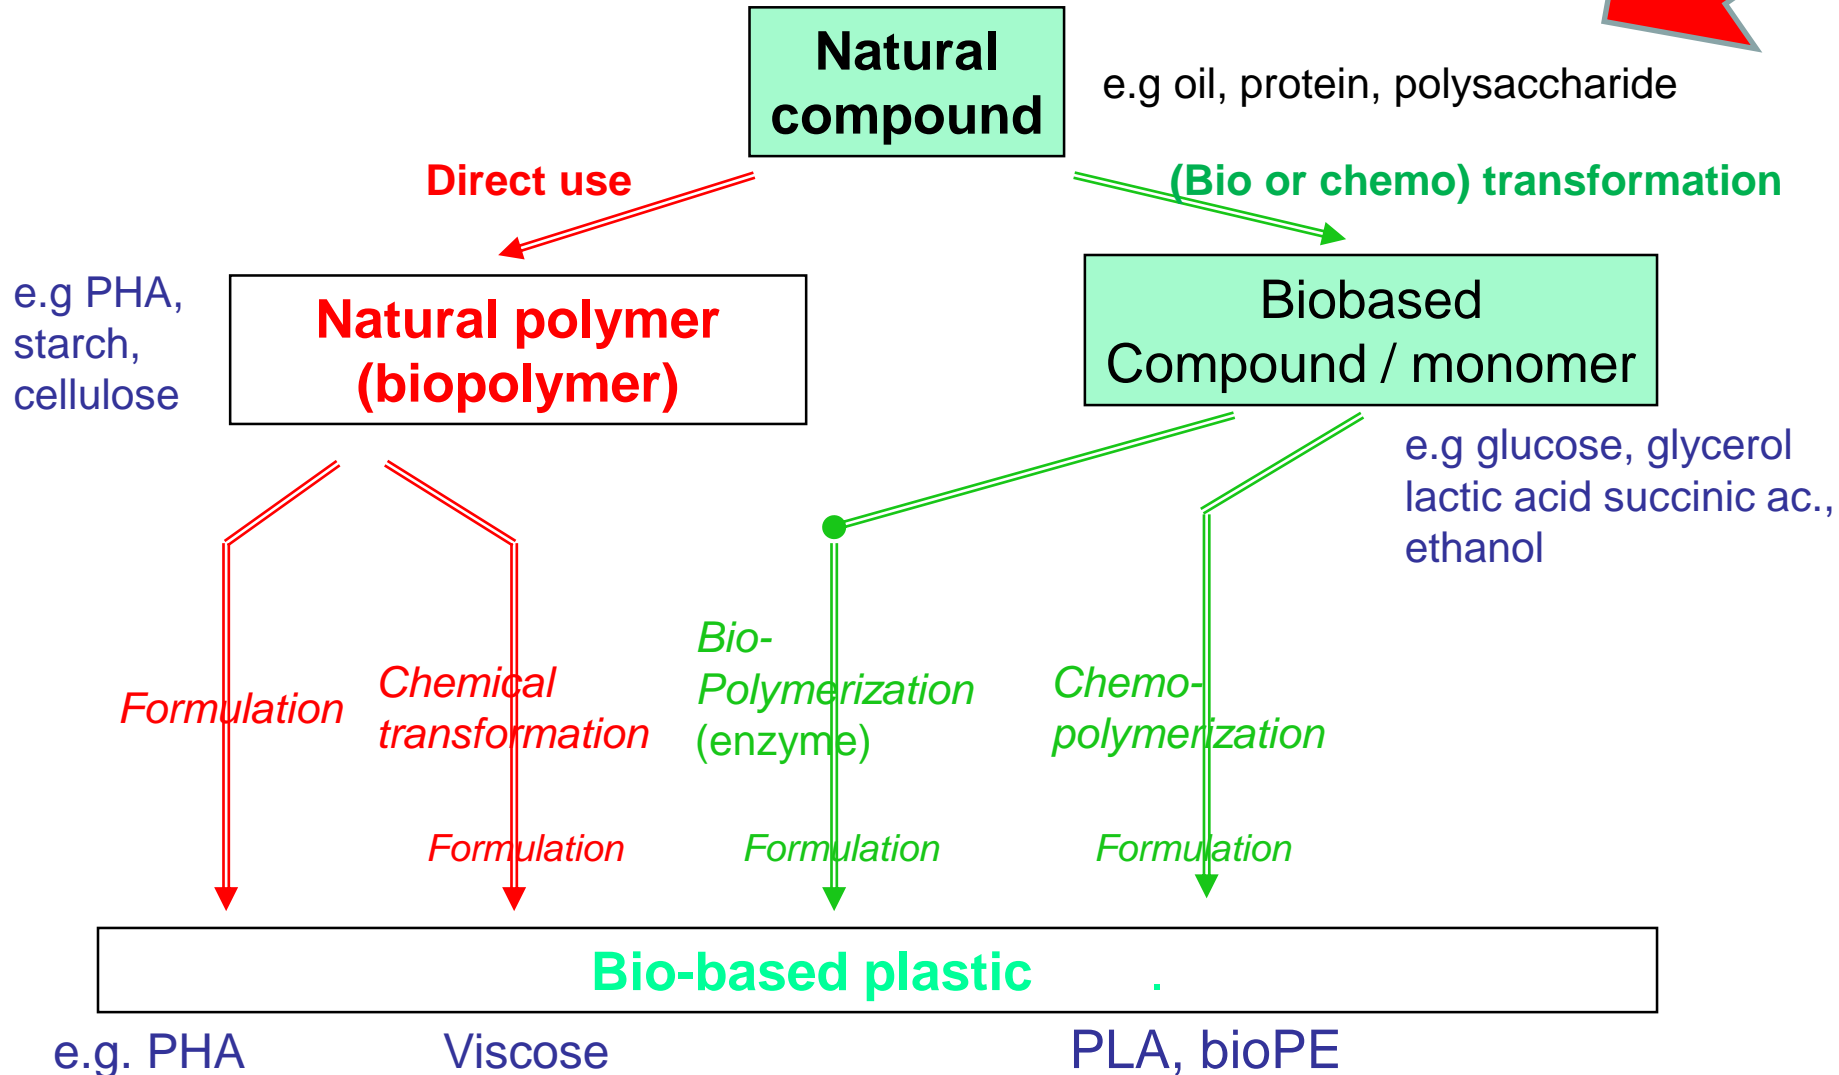 Natural
compound
e.g oil, protein, polysaccharide
Direct use
(Bio or chemo) transformation
e.g PHA,
starch,
cellulose
Natural polymer
(biopolymer)
Biobased
Compound / monomer
e.g glucose, glycerol
lactic acid succinic ac.,
ethanol
Formulation
Chemical
transformation
Formulation
Bio-
Polymerization
(enzyme)
Formulation
Chemo-
polymerization
Formulation
Bio-based plastic .
e.g. PHA
Viscose
PLA, bioPE